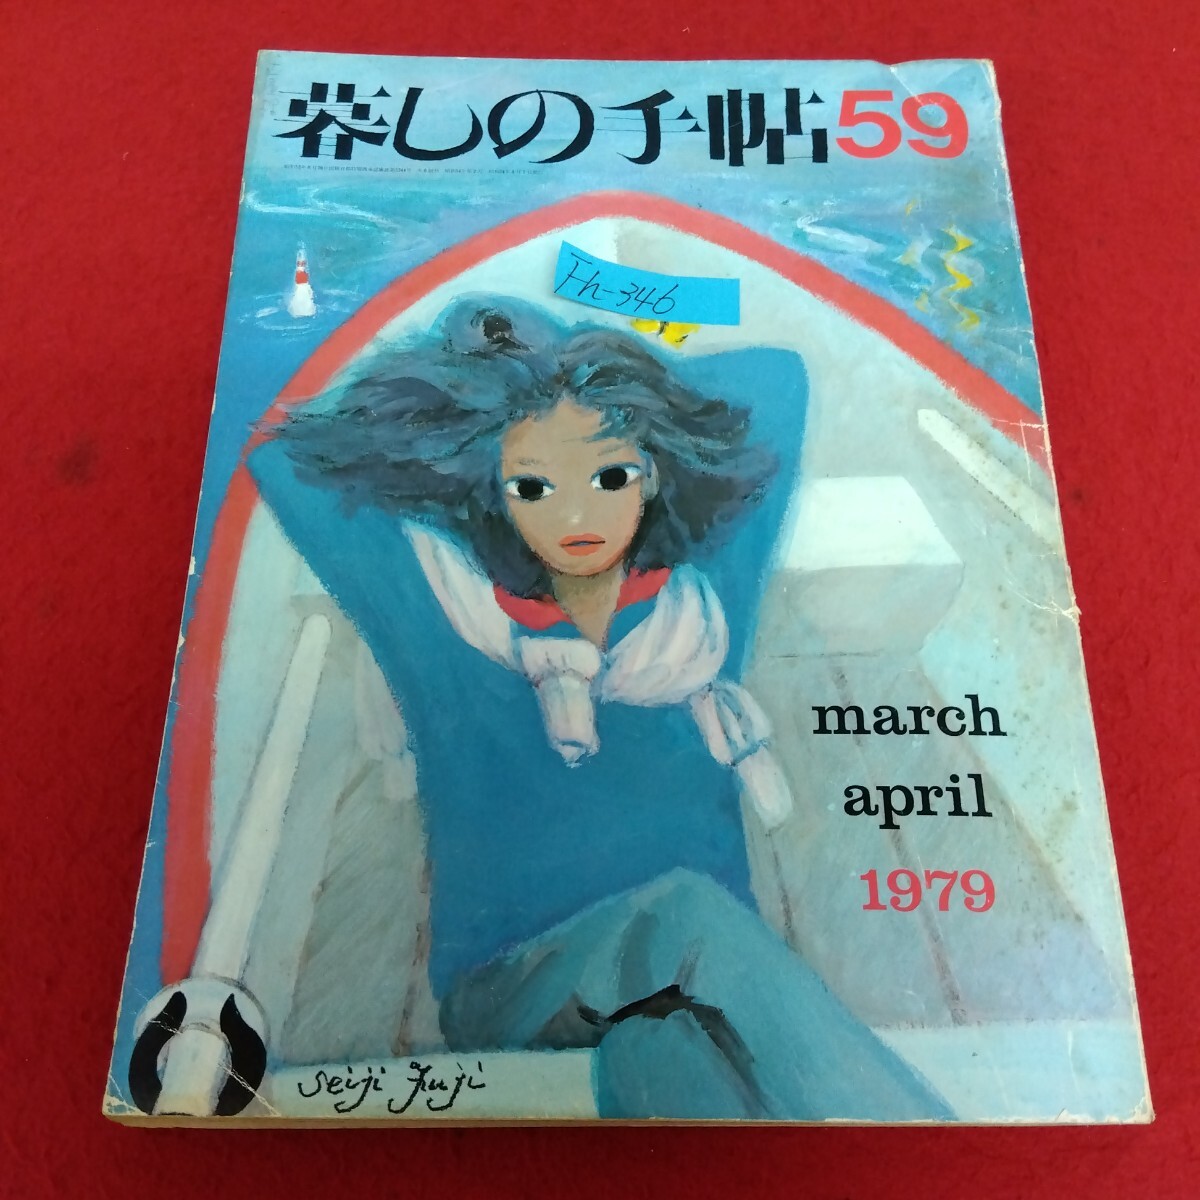 暮しの手帖59
Fh-346
march
april
1979
Seiji Fuji